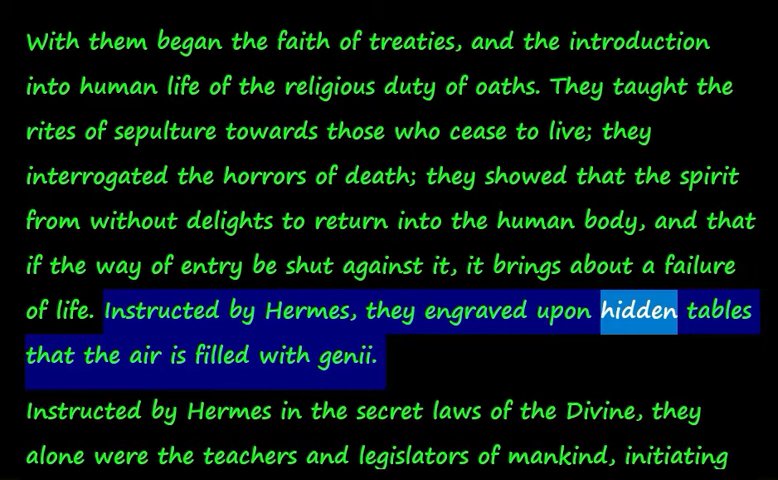 With them began the faith of treaties, and the introduction
into human life of the religious duty of oaths. They taught the
rites of sepulture towards those who cease to live; they
interrogated the horrors of death; they showed that the spirit
from without delights to return into the human body, and that
if the way of entry be shut against it, it brings about a failure
of life. Instructed by Hermes, they engraved upon hidden tables
that the air is filled with genii.
Instructed by Hermes in the secret laws of the Divine, they
alone were the teachers and legislators of mankind, initiating